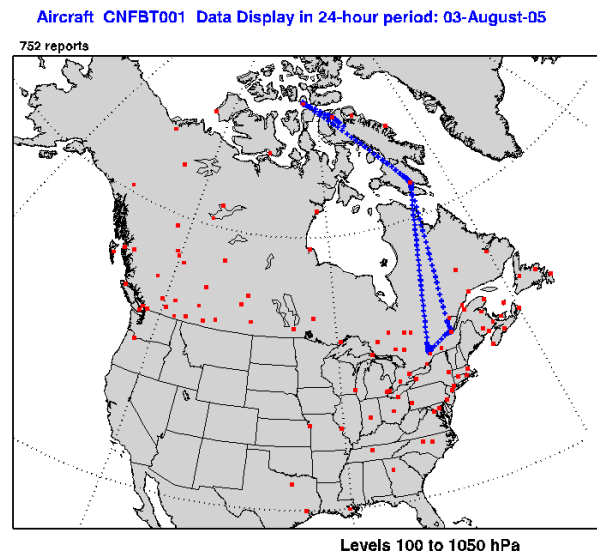 Aircraft CNFBT001 Data Display in 24-hour period: 03-August-05
752 reports
Levels 100 to 1050 hPa